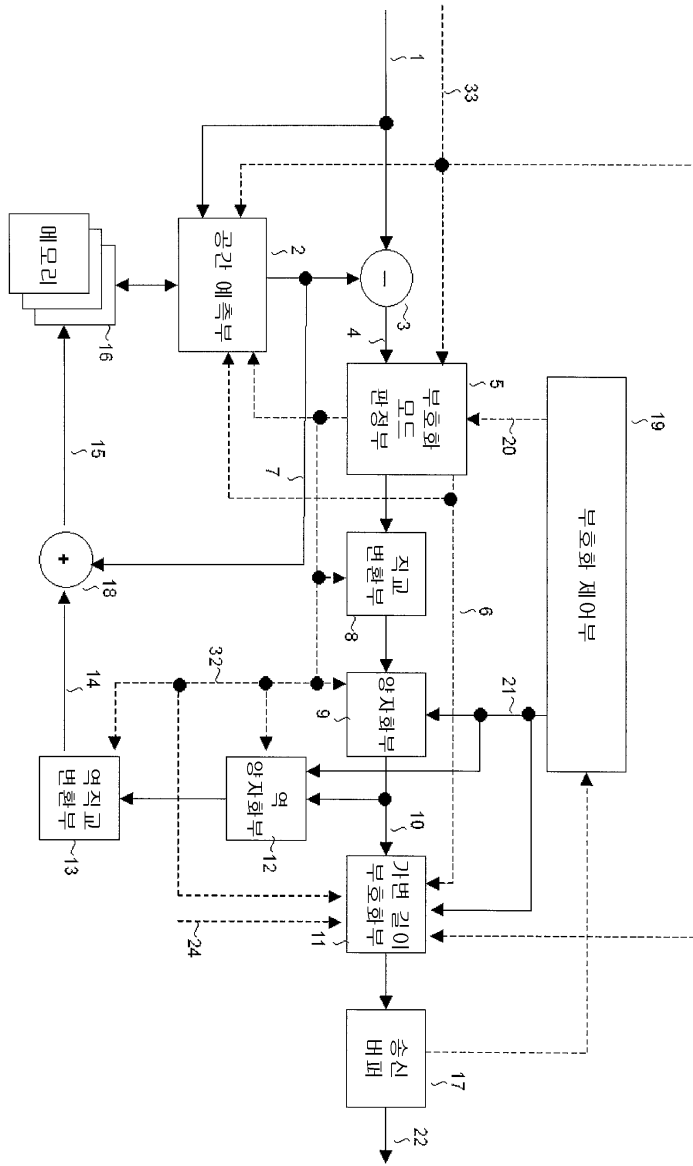 19
부호화 제어부
20
21
5
33
6
17
1
10
22
−
3
4
부호화
모드
판정부
직교
변환부
8
양자화부
9
가변 길이
부호화부
11
송신
버퍼
2
공간 예측부
7
32
역
양자화부
12
24
메모리
16
15
+
18
14
역직교
변환부
13